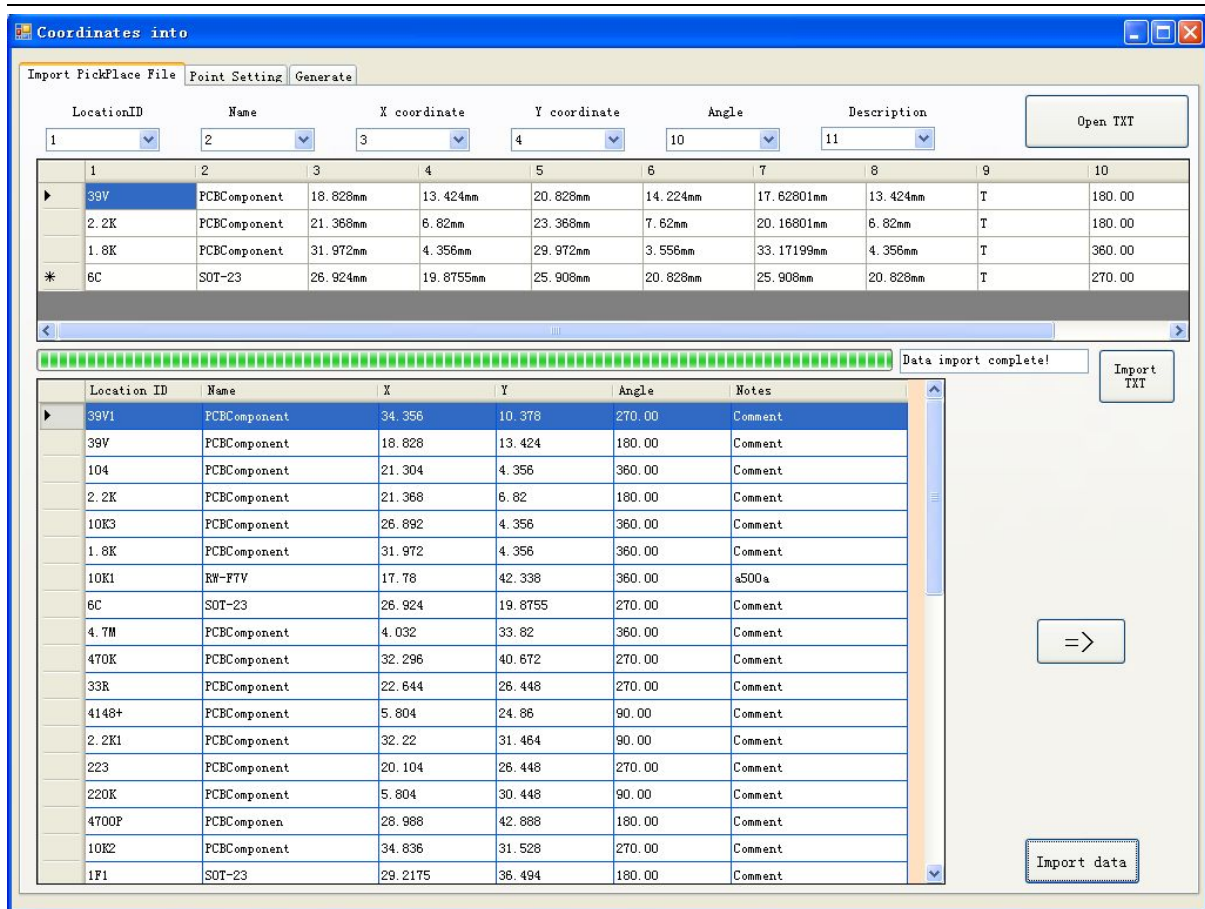 Coordinates into
Import PickPlace File Point Setting Generate
LocationID Name X coordinate Y coordinate Angle Description
Open TXT
1 2 3 4 10 11
1 2 3 4 5 6 7 8 9 10
39V PCBComponent 18.828mm 13.424mm 20.828mm 14.224mm 17.62801mm 13.424mm T 180.00
2.2K PCBComponent 21.368mm 6.82mm 23.368mm 7.62mm 20.16801mm 6.82mm T 180.00
1.8K PCBComponent 31.972mm 4.356mm 29.972mm 3.556mm 33.17199mm 4.356mm T 360.00
* 6C SOT-23 26.924mm 19.8755mm 25.908mm 20.828mm 25.908mm 20.828mm T 270.00
Data import complete!
Import
TXT
Location ID Name X Y Angle Notes
39V1 PCBComponent 34.356 10.378 270.00 Comment
39V PCBComponent 18.828 13.424 180.00 Comment
104 PCBComponent 21.304 4.356 360.00 Comment
2.2K PCBComponent 21.368 6.82 180.00 Comment
10K3 PCBComponent 26.892 4.356 360.00 Comment
1.8K PCBComponent 31.972 4.356 360.00 Comment
10K1 RW-F7V 17.78 42.338 360.00 a500a
6C SOT-23 26.924 19.8755 270.00 Comment
4.7M PCBComponent 4.032 33.82 360.00 Comment
=>
470K PCBComponent 32.296 40.672 270.00 Comment
33R PCBComponent 22.644 26.448 270.00 Comment
4148+ PCBComponent 5.804 24.86 90.00 Comment
2.2K1 PCBComponent 32.22 31.464 90.00 Comment
223 PCBComponent 20.104 26.448 270.00 Comment
220K PCBComponent 5.804 30.448 90.00 Comment
4700P PCBComponen 28.988 42.888 180.00 Comment
10K2 PCBComponent 34.836 31.528 270.00 Comment
Import data
1F1 SOT-23 29.2175 36.494 180.00 Comment